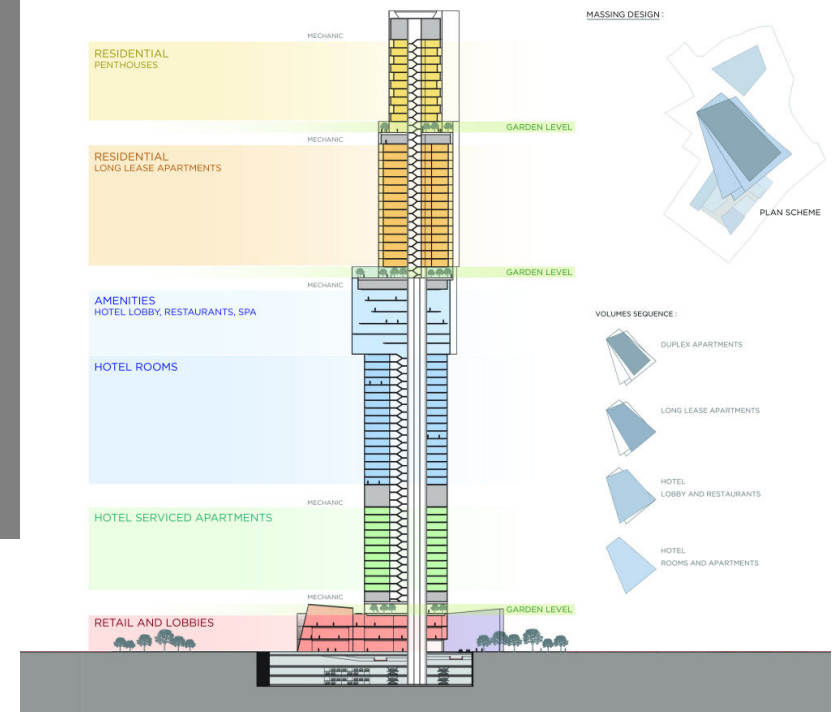 MASSING DESIGN :
MECHANIC
RESIDENTIAL
PENTHOUSES
GARDEN LEVEL
MECHANIC
RESIDENTIAL
LONG LEASE APARTMENTS
PLAN SCHEME
GARDEN LEVEL
MECHANIC
AMENITIES
HOTEL LOBBY, RESTAURANTS, SPA
VOLUMES SEQUENCE :
DUPLEX APARTMENTS
HOTEL ROOMS
LONG LEASE APARTMENTS
HOTEL
LOBBY AND RESTAURANTS
MECHANIC
HOTEL SERVICED APARTMENTS
HOTEL
ROOMS AND APARTMENTS
MECHANIC
GARDEN LEVEL
RETAIL AND LOBBIES